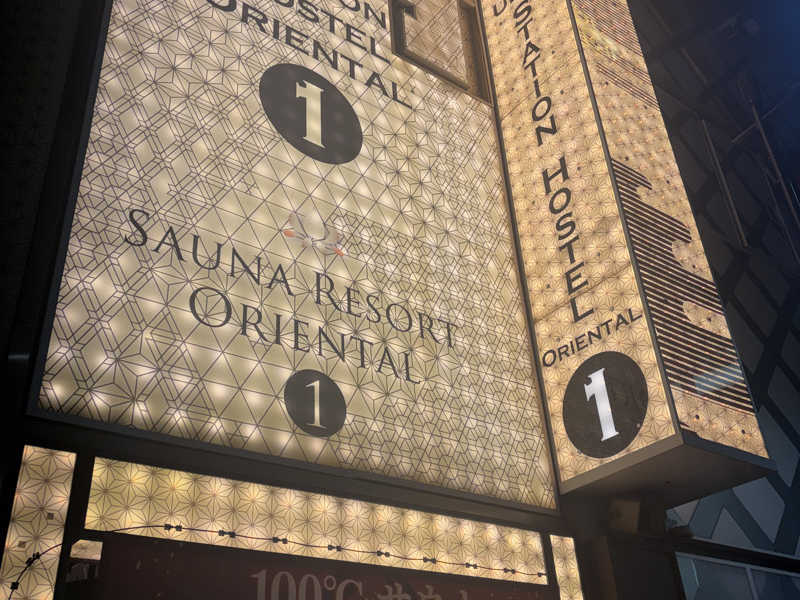 HOSTEL
ORIENTAL
1
SAUNA RESORT
ORIENTAL
1
STATION HOSTEL
ORIENTAL
1
100℃